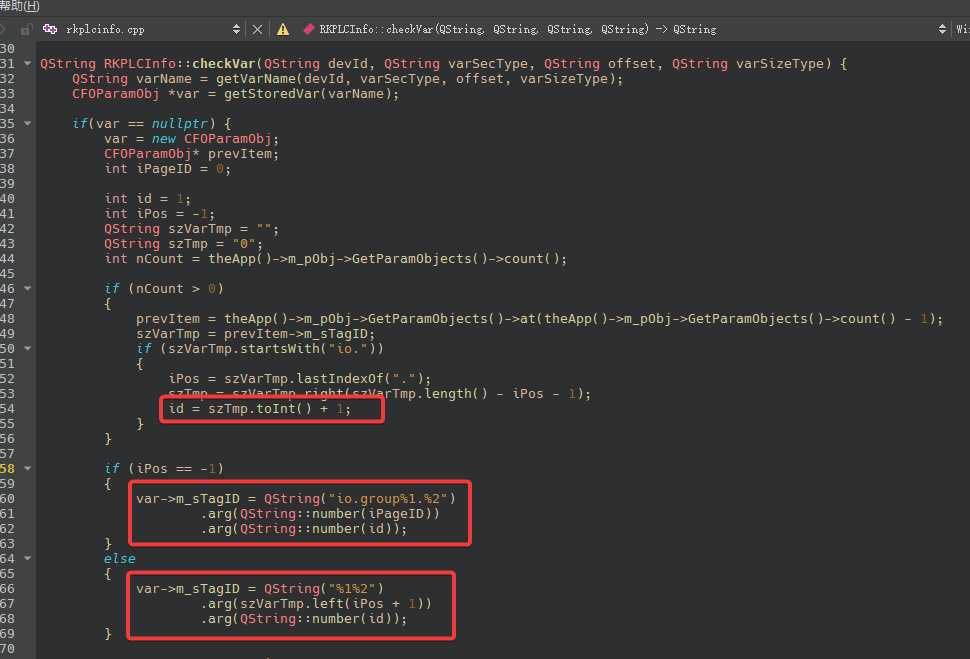 帮助(H)
rkplcinfo.cpp RKPLCInfo::checkVar(QString, QString, QString, QString) -> QString Wi
30
31 QString RKPLCInfo::checkVar(QString devId, QString varSecType, QString offset, QString varSizeType) {
32 QString varName = getVarName(devId, varSecType, offset, varSizeType);
33 CFOParamObj *var = getStoredVar(varName);
34
35 if(var == nullptr) {
36 var = new CFOParamObj;
37 CFOParamObj* prevItem;
38 int iPageID = 0;
39
40 int id = 1;
41 int iPos = -1;
42 QString szVarTmp = "";
43 QString szTmp = "0";
44 int nCount = theApp()->m_pObj->GetParamObjects()->count();
45
46 if (nCount > 0)
47 {
48 prevItem = theApp()->m_pObj->GetParamObjects()->at(theApp()->m_pObj->GetParamObjects()->count() - 1);
49 szVarTmp = prevItem->m_sTagID;
50 if (szVarTmp.startsWith("io."))
51 {
52 iPos = szVarTmp.lastIndexOf(".");
53 szTmp = szVarTmp.right(szVarTmp.length() - iPos - 1);
54 id = szTmp.toInt() + 1;
55 }
56 }
57
58 if (iPos == -1)
59 {
60 var->m_sTagID = QString("io.group%1.%2")
61 .arg(QString::number(iPageID))
62 .arg(QString::number(id));
63 }
64 else
65 {
66 var->m_sTagID = QString("%1%2")
67 .arg(szVarTmp.left(iPos + 1))
68 .arg(QString::number(id));
69 }
70